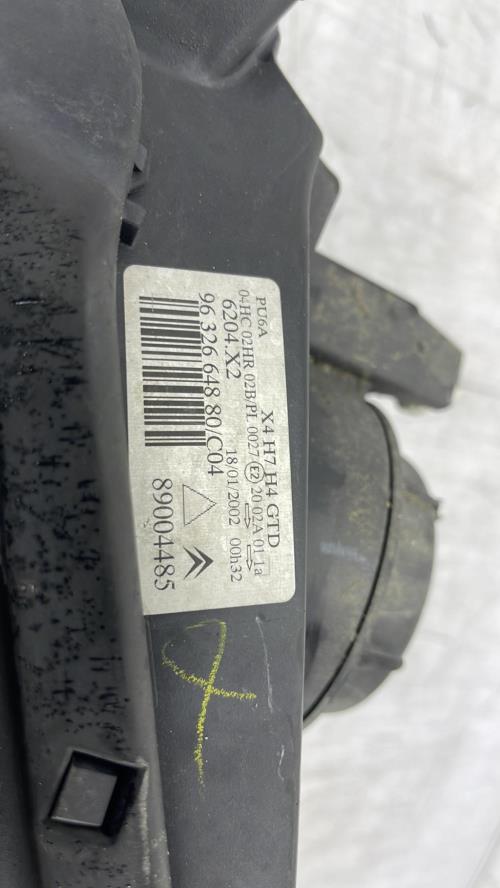 PU6A X4 H7 H4 GTD
04HC 02HR 02B/PL 0027 E2 20-02A 01 1a
6204.X2 18/01/2002 00h32
96 326 648 80/C04
89004485